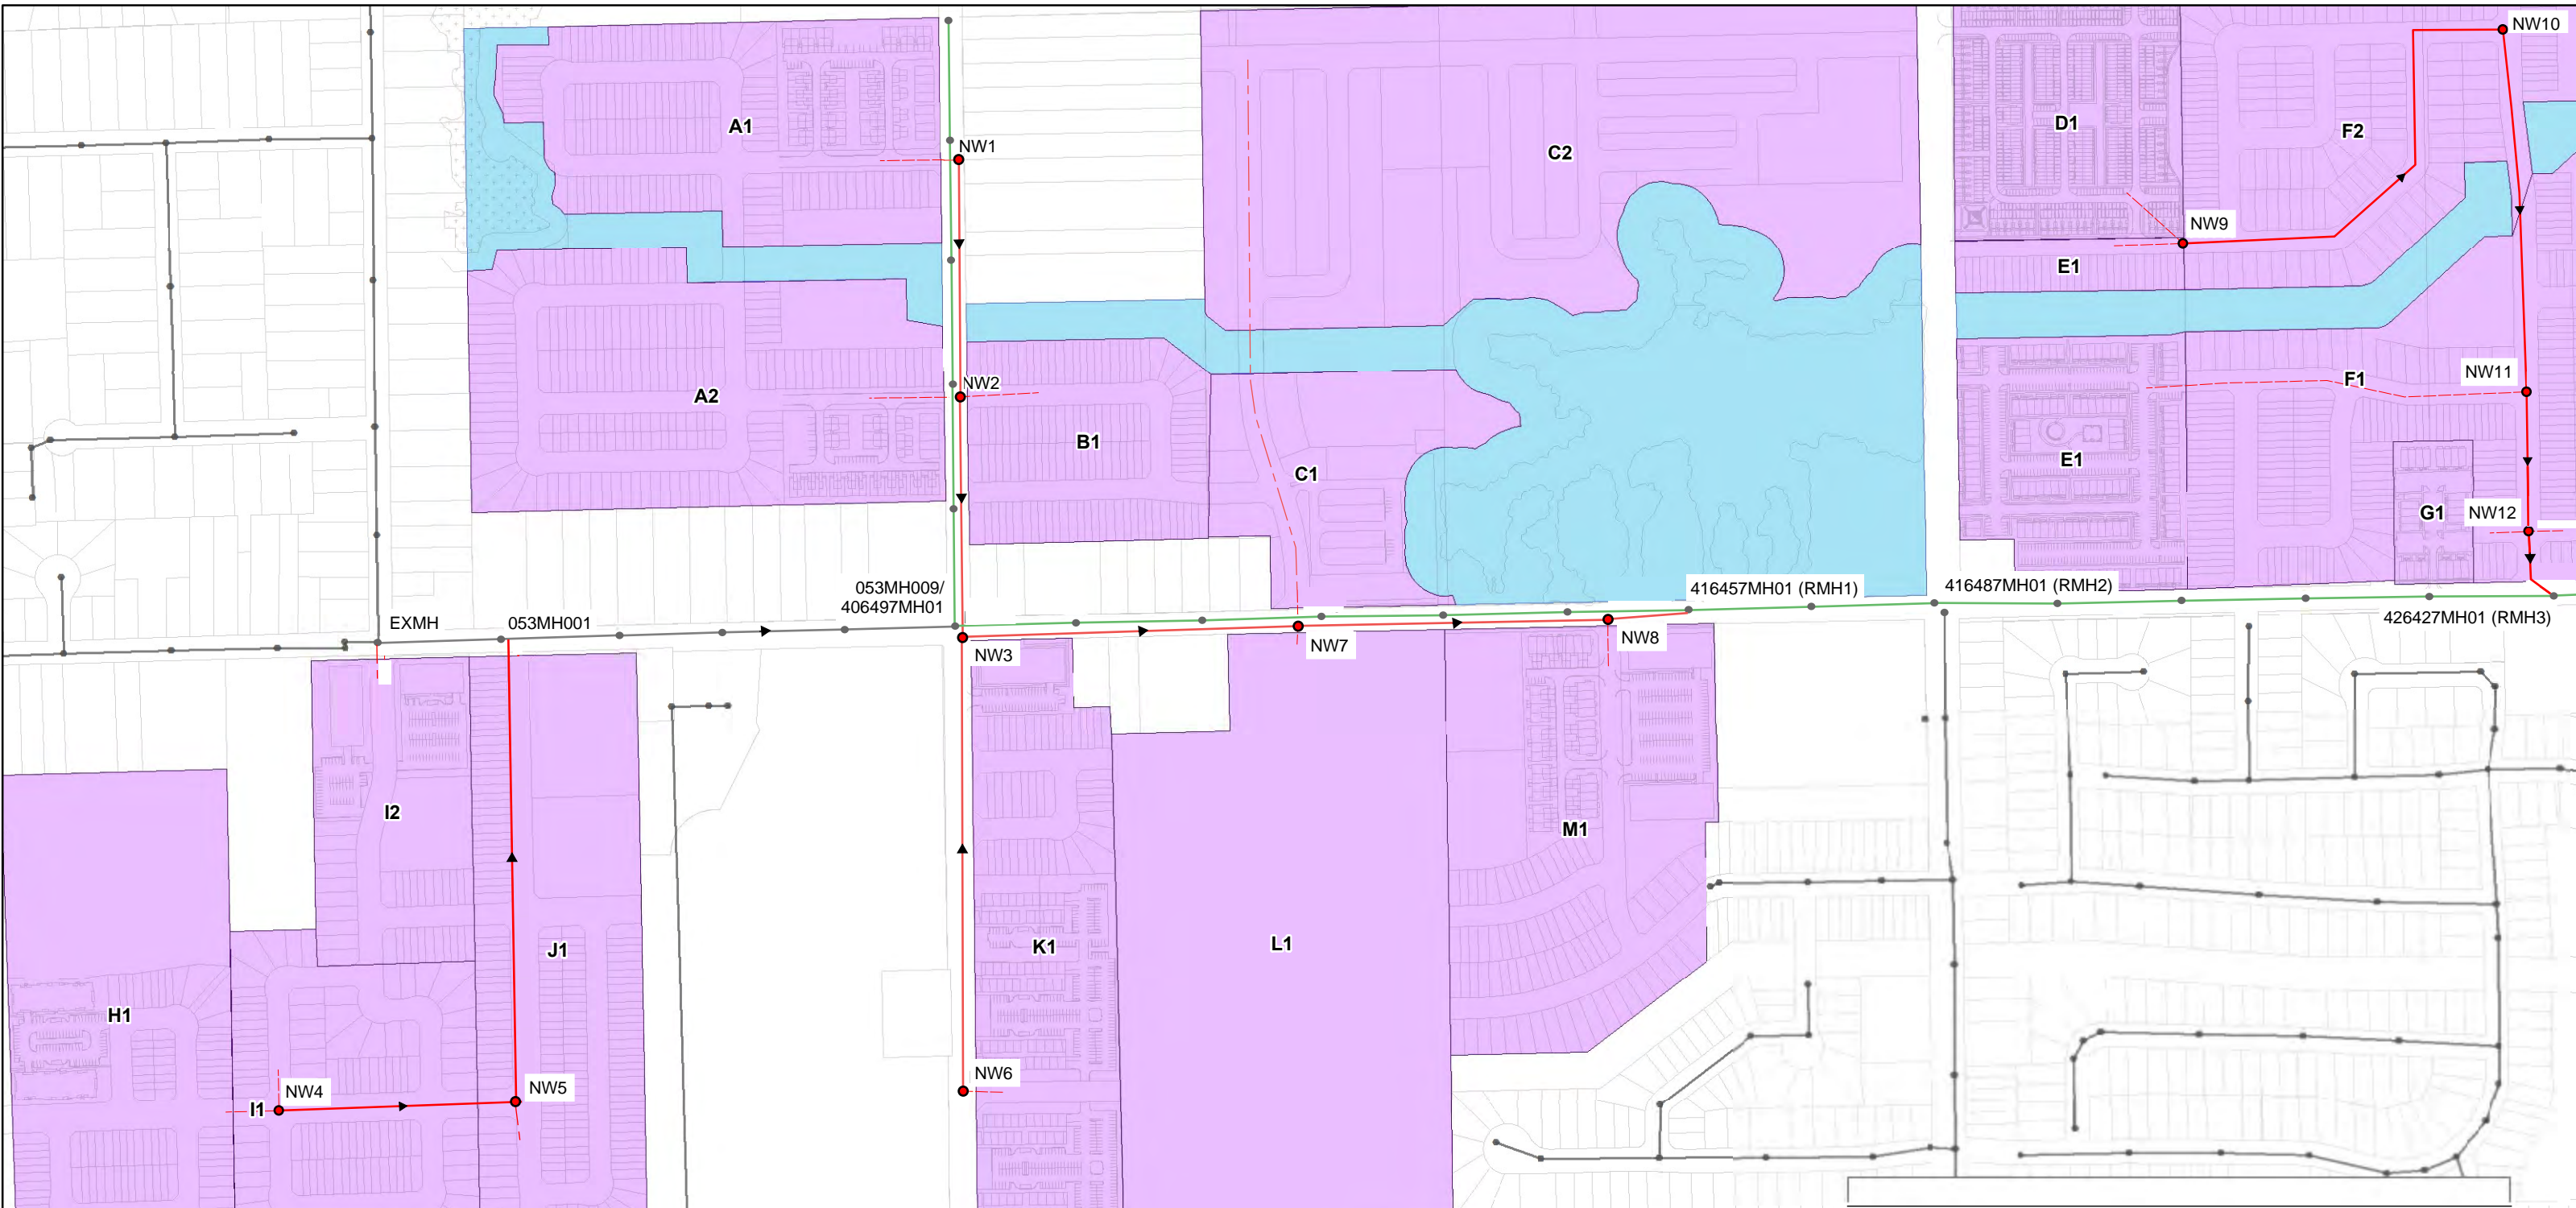 NW10
A1
D1
F2
NW1
C2
NW9
E1
NW11
F1
NW2
A2
B1
C1
E1
G1
NW12
053MH009/
406497MH01
416457MH01 (RMH1)
416487MH01 (RMH2)
426427MH01 (RMH3)
EXMH
053MH001
NW3
NW7
NW8
I2
M1
J1
K1
L1
H1
NW6
NW4
NW5
I1